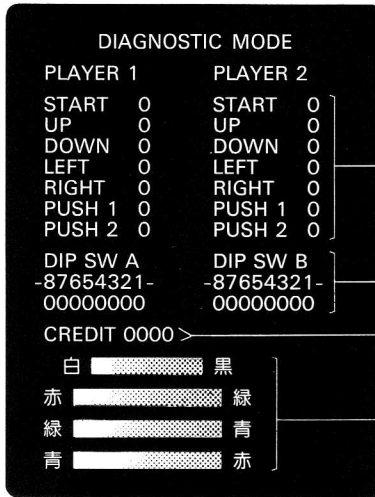 DIAGNOSTIC MODE
PLAYER 1 PLAYER 2
START 0 START 0
UP 0 UP 0
DOWN 0 DOWN 0
LEFT 0 LEFT 0
RIGHT 0 RIGHT 0
PUSH 1 0 PUSH 1 0
PUSH 2 0 PUSH 2 0
DIP SW A DIP SW B
-87654321- -87654321-
00000000 00000000
CREDIT 0000
白 黒
赤 緑
緑 青
青 赤